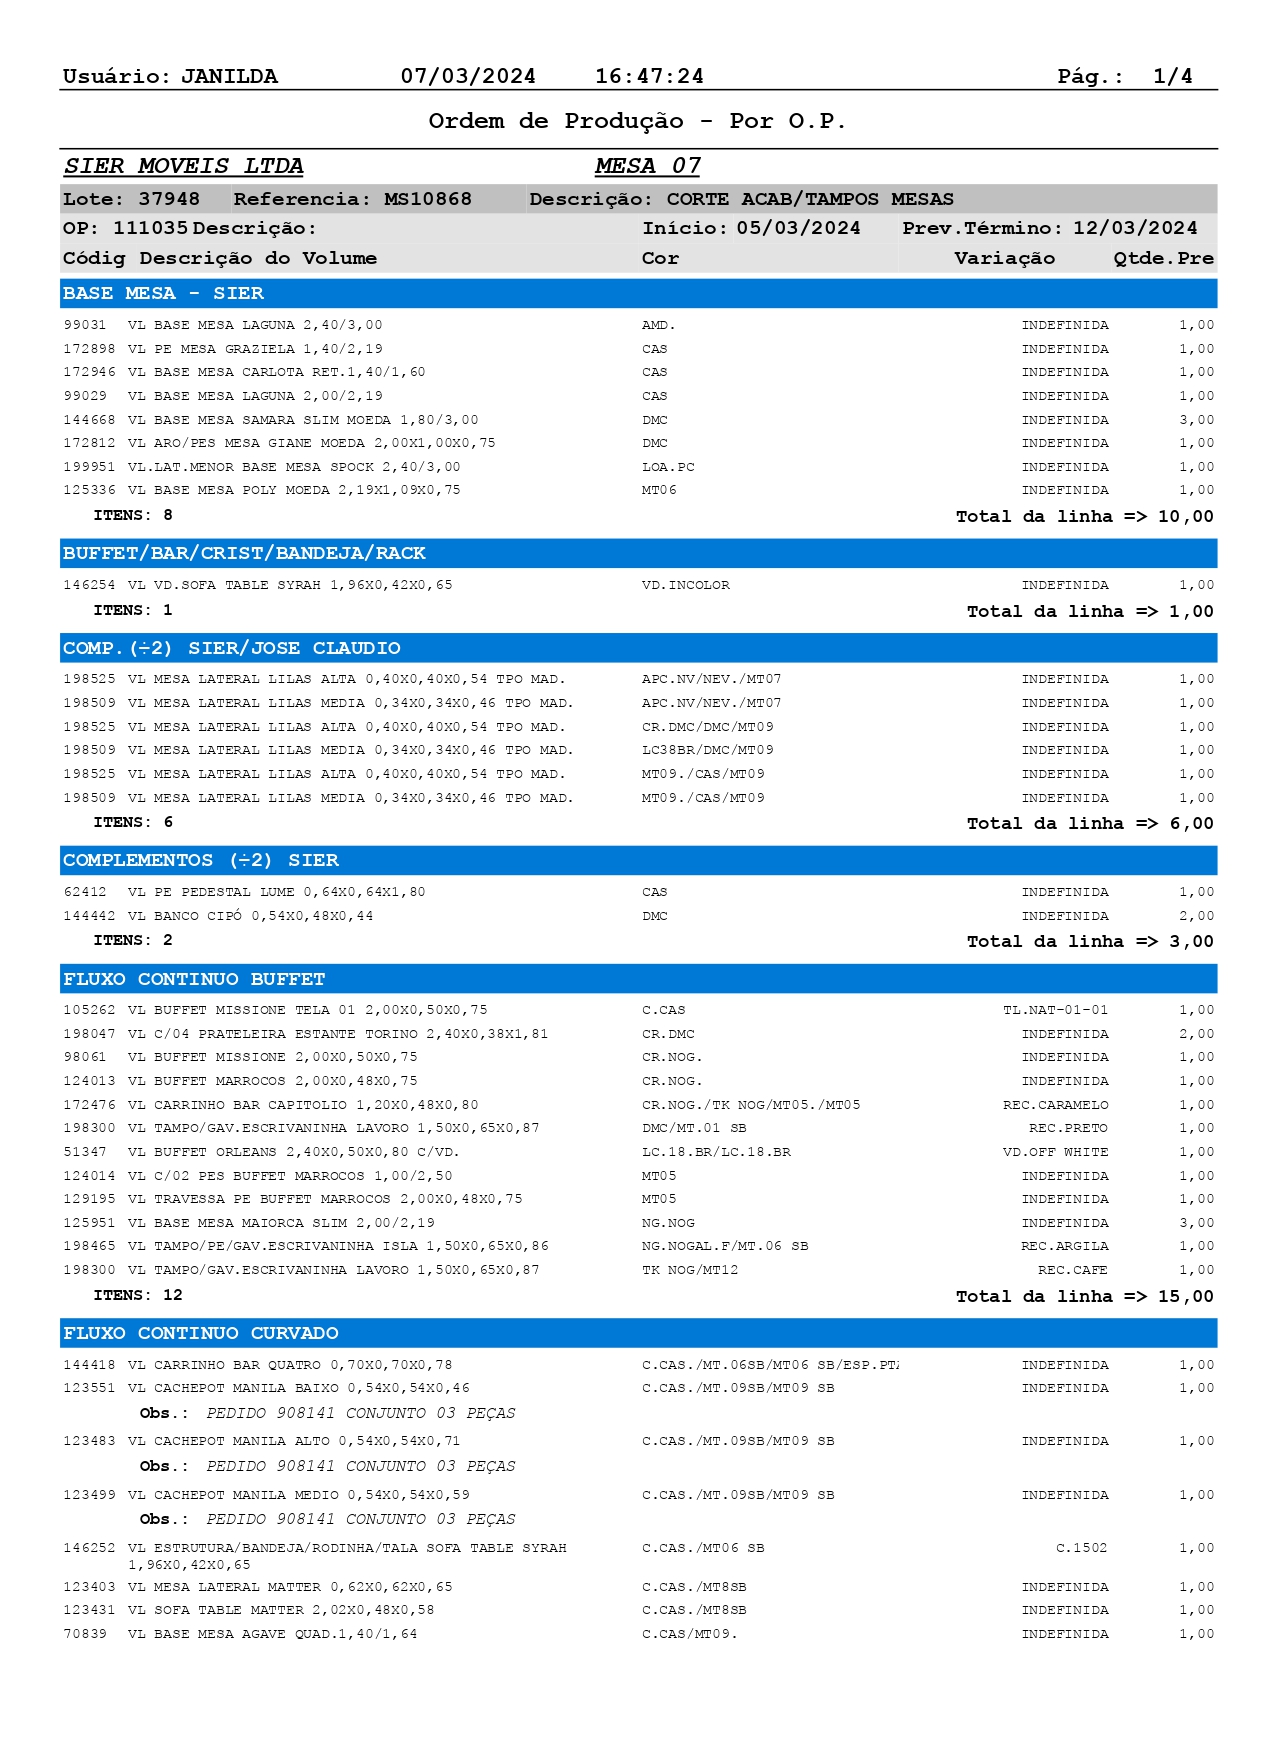 Usuário: JANILDA 07/03/2024 16:47:24 Pág.: 1/4
Ordem de Produção - Por O.P.
SIER MOVEIS LTDA MESA 07
Lote: 37948 Referencia: MS10868 Descrição: CORTE ACAB/TAMPOS MESAS
OP: 111035 Descrição: Início: 05/03/2024 Prev.Término: 12/03/2024
Códig Descrição do Volume Cor Variação Qtde.Pre
BASE MESA - SIER
99031 VL BASE MESA LAGUNA 2,40/3,00 AMD. INDEFINIDA 1,00
172898 VL PE MESA GRAZIELA 1,40/2,19 CAS INDEFINIDA 1,00
172946 VL BASE MESA CARLOTA RET.1,40/1,60 CAS INDEFINIDA 1,00
99029 VL BASE MESA LAGUNA 2,00/2,19 CAS INDEFINIDA 1,00
144668 VL BASE MESA SAMARA SLIM MOEDA 1,80/3,00 DMC INDEFINIDA 3,00
172812 VL ARO/PES MESA GIANE MOEDA 2,00X1,00X0,75 DMC INDEFINIDA 1,00
199951 VL.LAT.MENOR BASE MESA SPOCK 2,40/3,00 LOA.PC INDEFINIDA 1,00
125336 VL BASE MESA POLY MOEDA 2,19X1,09X0,75 MT06 INDEFINIDA 1,00
ITENS: 8 Total da linha => 10,00
BUFFET/BAR/CRIST/BANDEJA/RACK
146254 VL VD.SOFA TABLE SYRAH 1,96X0,42X0,65 VD.INCOLOR INDEFINIDA 1,00
ITENS: 1 Total da linha => 1,00
COMP.(÷2) SIER/JOSE CLAUDIO
198525 VL MESA LATERAL LILAS ALTA 0,40X0,40X0,54 TPO MAD. APC.NV/NEV./MT07 INDEFINIDA 1,00
198509 VL MESA LATERAL LILAS MEDIA 0,34X0,34X0,46 TPO MAD. APC.NV/NEV./MT07 INDEFINIDA 1,00
198525 VL MESA LATERAL LILAS ALTA 0,40X0,40X0,54 TPO MAD. CR.DMC/DMC/MT09 INDEFINIDA 1,00
198509 VL MESA LATERAL LILAS MEDIA 0,34X0,34X0,46 TPO MAD. LC38BR/DMC/MT09 INDEFINIDA 1,00
198525 VL MESA LATERAL LILAS ALTA 0,40X0,40X0,54 TPO MAD. MT09./CAS/MT09 INDEFINIDA 1,00
198509 VL MESA LATERAL LILAS MEDIA 0,34X0,34X0,46 TPO MAD. MT09./CAS/MT09 INDEFINIDA 1,00
ITENS: 6 Total da linha => 6,00
COMPLEMENTOS (÷2) SIER
62412 VL PE PEDESTAL LUME 0,64X0,64X1,80 CAS INDEFINIDA 1,00
144442 VL BANCO CIPÓ 0,54X0,48X0,44 DMC INDEFINIDA 2,00
ITENS: 2 Total da linha => 3,00
FLUXO CONTINUO BUFFET
105262 VL BUFFET MISSIONE TELA 01 2,00X0,50X0,75 C.CAS TL.NAT-01-01 1,00
198047 VL C/04 PRATELEIRA ESTANTE TORINO 2,40X0,38X1,81 CR.DMC INDEFINIDA 2,00
98061 VL BUFFET MISSIONE 2,00X0,50X0,75 CR.NOG. INDEFINIDA 1,00
124013 VL BUFFET MARROCOS 2,00X0,48X0,75 CR.NOG. INDEFINIDA 1,00
172476 VL CARRINHO BAR CAPITOLIO 1,20X0,48X0,80 CR.NOG./TK NOG/MT05./MT05 REC.CARAMELO 1,00
198300 VL TAMPO/GAV.ESCRIVANINHA LAVORO 1,50X0,65X0,87 DMC/MT.01 SB REC.PRETO 1,00
51347 VL BUFFET ORLEANS 2,40X0,50X0,80 C/VD. LC.18.BR/LC.18.BR VD.OFF WHITE 1,00
124014 VL C/02 PES BUFFET MARROCOS 1,00/2,50 MT05 INDEFINIDA 1,00
129195 VL TRAVESSA PE BUFFET MARROCOS 2,00X0,48X0,75 MT05 INDEFINIDA 1,00
125951 VL BASE MESA MAIORCA SLIM 2,00/2,19 NG.NOG INDEFINIDA 3,00
198465 VL TAMPO/PE/GAV.ESCRIVANINHA ISLA 1,50X0,65X0,86 NG.NOGAL.F/MT.06 SB REC.ARGILA 1,00
198300 VL TAMPO/GAV.ESCRIVANINHA LAVORO 1,50X0,65X0,87 TK NOG/MT12 REC.CAFE 1,00
ITENS: 12 Total da linha => 15,00
FLUXO CONTINUO CURVADO
144418 VL CARRINHO BAR QUATRO 0,70X0,70X0,78 C.CAS./MT.06SB/MT06 SB/ESP.PT INDEFINIDA 1,00
123551 VL CACHEPOT MANILA BAIXO 0,54X0,54X0,46 C.CAS./MT.09SB/MT09 SB INDEFINIDA 1,00
Obs.: PEDIDO 908141 CONJUNTO 03 PEÇAS
123483 VL CACHEPOT MANILA ALTO 0,54X0,54X0,71 C.CAS./MT.09SB/MT09 SB INDEFINIDA 1,00
Obs.: PEDIDO 908141 CONJUNTO 03 PEÇAS
123499 VL CACHEPOT MANILA MEDIO 0,54X0,54X0,59 C.CAS./MT.09SB/MT09 SB INDEFINIDA 1,00
Obs.: PEDIDO 908141 CONJUNTO 03 PEÇAS
146252 VL ESTRUTURA/BANDEJA/RODINHA/TALA SOFA TABLE SYRAH C.CAS./MT06 SB C.1502 1,00
1,96X0,42X0,65
123403 VL MESA LATERAL MATTER 0,62X0,62X0,65 C.CAS./MT8SB INDEFINIDA 1,00
123431 VL SOFA TABLE MATTER 2,02X0,48X0,58 C.CAS./MT8SB INDEFINIDA 1,00
70839 VL BASE MESA AGAVE QUAD.1,40/1,64 C.CAS/MT09. INDEFINIDA 1,00